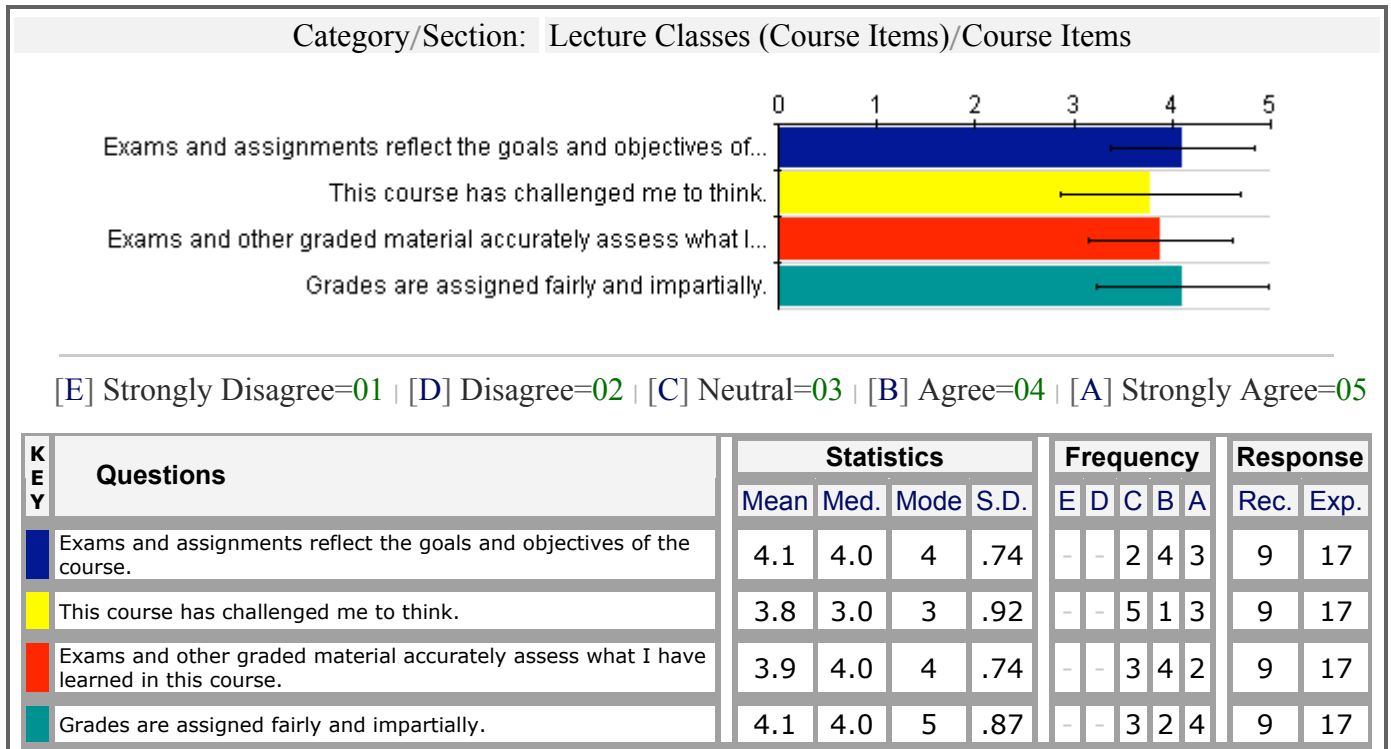 Category/Section: Lecture Classes (Course Items)/Course Items
0 1 2 3 4 5
Exams and assignments reflect the goals and objectives of...
This course has challenged me to think.
Exams and other graded material accurately assess what I...
Grades are assigned fairly and impartially.
[E] Strongly Disagree=01 | [D] Disagree=02 | [C] Neutral=03 | [B] Agree=04 | [A] Strongly Agree=05
KEY Questions Statistics Frequency Response
Mean Med. Mode S.D. E D C B A Rec. Exp.
Exams and assignments reflect the goals and objectives of the
course. 4.1 4.0 4 .74 - - 2 4 3 9 17
This course has challenged me to think. 3.8 3.0 3 .92 - - 5 1 3 9 17
Exams and other graded material accurately assess what I have
learned in this course. 3.9 4.0 4 .74 - - 3 4 2 9 17
Grades are assigned fairly and impartially. 4.1 4.0 5 .87 - - 3 2 4 9 17